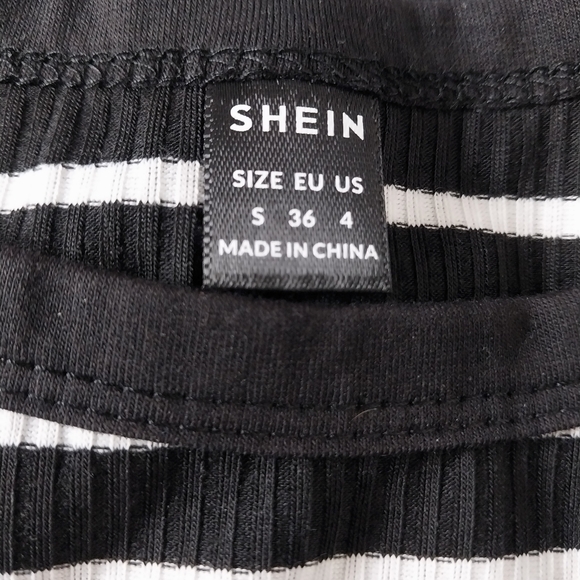 SHEIN
SIZE EU US
S 36 4
MADE IN CHINA